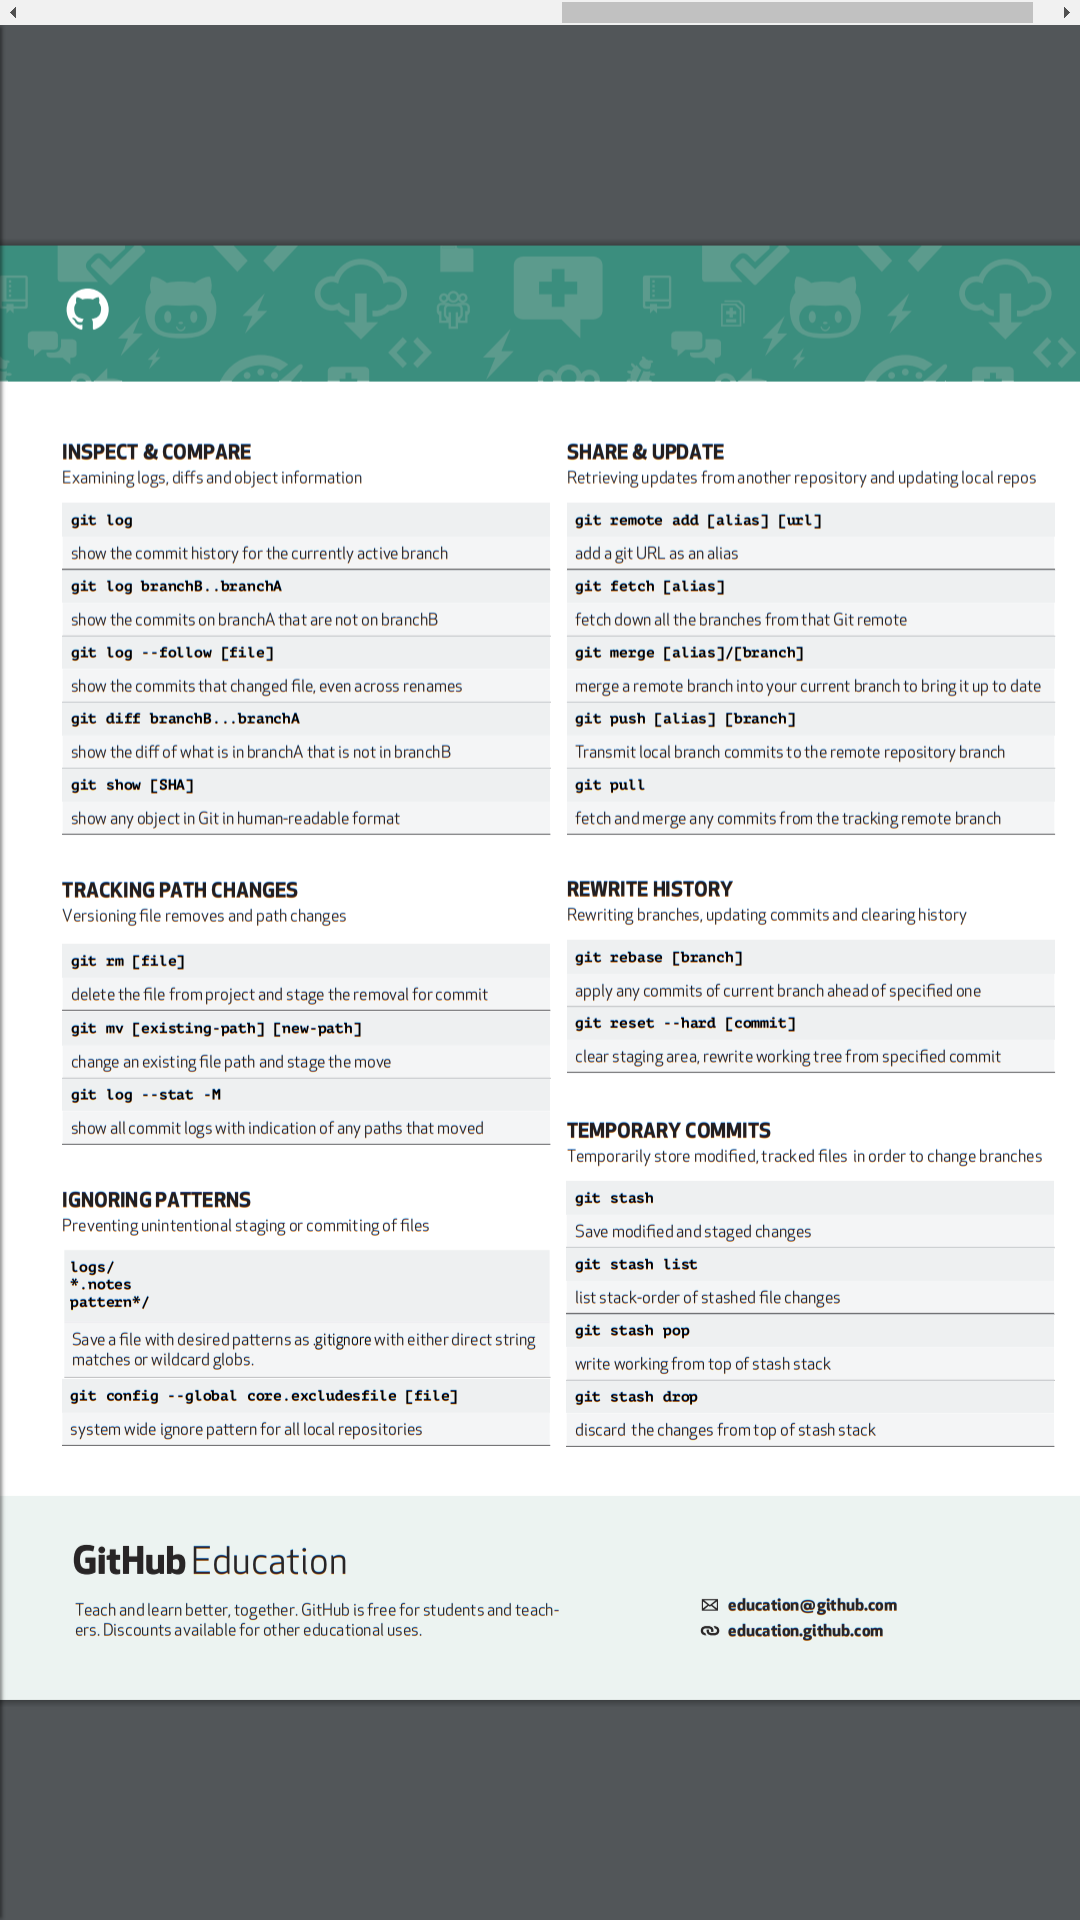 INSPECT & COMPARE
Examining logs, diffs and object information
git log
show the commit history for the currently active branch
git log branchB..branchA
show the commits on branchA that are not on branchB
git log --follow [file]
show the commits that changed file, even across renames
git diff branchB...branchA
show the diff of what is in branchA that is not in branchB
git show [SHA]
show any object in Git in human-readable format
TRACKING PATH CHANGES
Versioning file removes and path changes
git rm [file]
delete the file from project and stage the removal for commit
git mv [existing-path] [new-path]
change an existing file path and stage the move
git log --stat -M
show all commit logs with indication of any paths that moved
IGNORING PATTERNS
Preventing unintentional staging or commiting of files
logs/
*.notes
pattern*/
Save a file with desired patterns as .gitignore with either direct string
matches or wildcard globs.
git config --global core.excludesfile [file]
system wide ignore pattern for all local repositories
SHARE & UPDATE
Retrieving updates from another repository and updating local repos
git remote add [alias] [url]
add a git URL as an alias
git fetch [alias]
fetch down all the branches from that Git remote
git merge [alias]/[branch]
merge a remote branch into your current branch to bring it up to date
git push [alias] [branch]
Transmit local branch commits to the remote repository branch
git pull
fetch and merge any commits from the tracking remote branch
REWRITE HISTORY
Rewriting branches, updating commits and clearing history
git rebase [branch]
apply any commits of current branch ahead of specified one
git reset --hard [commit]
clear staging area, rewrite working tree from specified commit
TEMPORARY COMMITS
Temporarily store modified, tracked files in order to change branches
git stash
Save modified and staged changes
git stash list
list stack-order of stashed file changes
git stash pop
write working from top of stash stack
git stash drop
discard the changes from top of stash stack
GitHub Education
Teach and learn better, together. GitHub is free for students and teach-
ers. Discounts available for other educational uses.
education@github.com
education.github.com